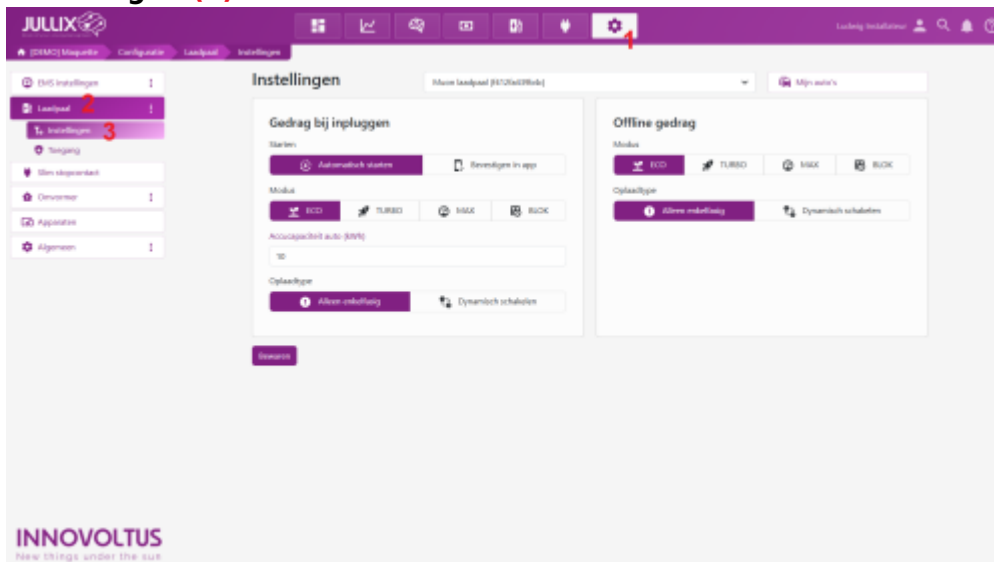 JULLIX
1
Ludwig Installateur
[DEMO] Maquette
Configuratie
Laadpaal
Instellingen
EMS Instellingen
Laadpaal
2
Instellingen
3
Toegang
Slim stopcontact
Omvormer
Apparaten
Algemeen
Instellingen
Mijn auto's
Gedrag bij inpluggen
Starten
Automatisch starten
Bevestigen in app
Modus
ECO
TURBO
MAX
BLOK
Accucapaciteit auto (kWh)
10
Oplaadtype
Alleen enkelfasig
Dynamisch schakelen
Offline gedrag
Modus
ECO
TURBO
MAX
BLOK
Oplaadtype
Alleen enkelfasig
Dynamisch schakelen
Bewaren
INNOVOLTUS
New things under the sun